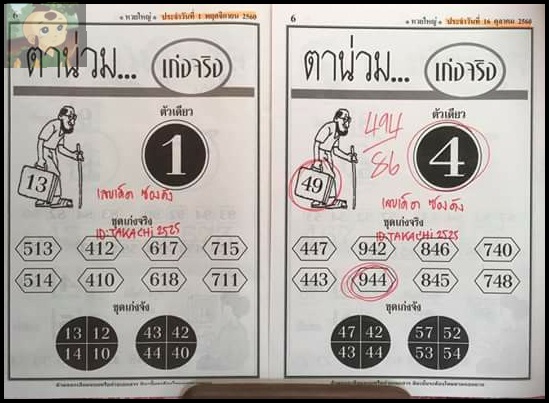 6 • หวยใหญ่ • ประจำวันที่ 1 พฤศจิกายน 2560
ตาน่วม... เก่งจริง
ตัวเดียว
1
13
เลขเด็ด ซองดัง
ชุดเก่งจริง
ID:TAKACHI2525
513 412 617 715
514 410 618 711
ชุดเก่งจัง
13 12 43 42
14 10 44 40
6 • หวยใหญ่ • ประจำวันที่ 16 ตุลาคม 2560
ตาน่วม... เก่งจริง
ตัวเดียว
494
86
4
49
เลขเด็ด ซองดัง
ชุดเก่งจริง
ID:TAKACHI2525
447 942 846 740
443 944 845 748
ชุดเก่งจัง
47 42 57 52
43 44 53 54